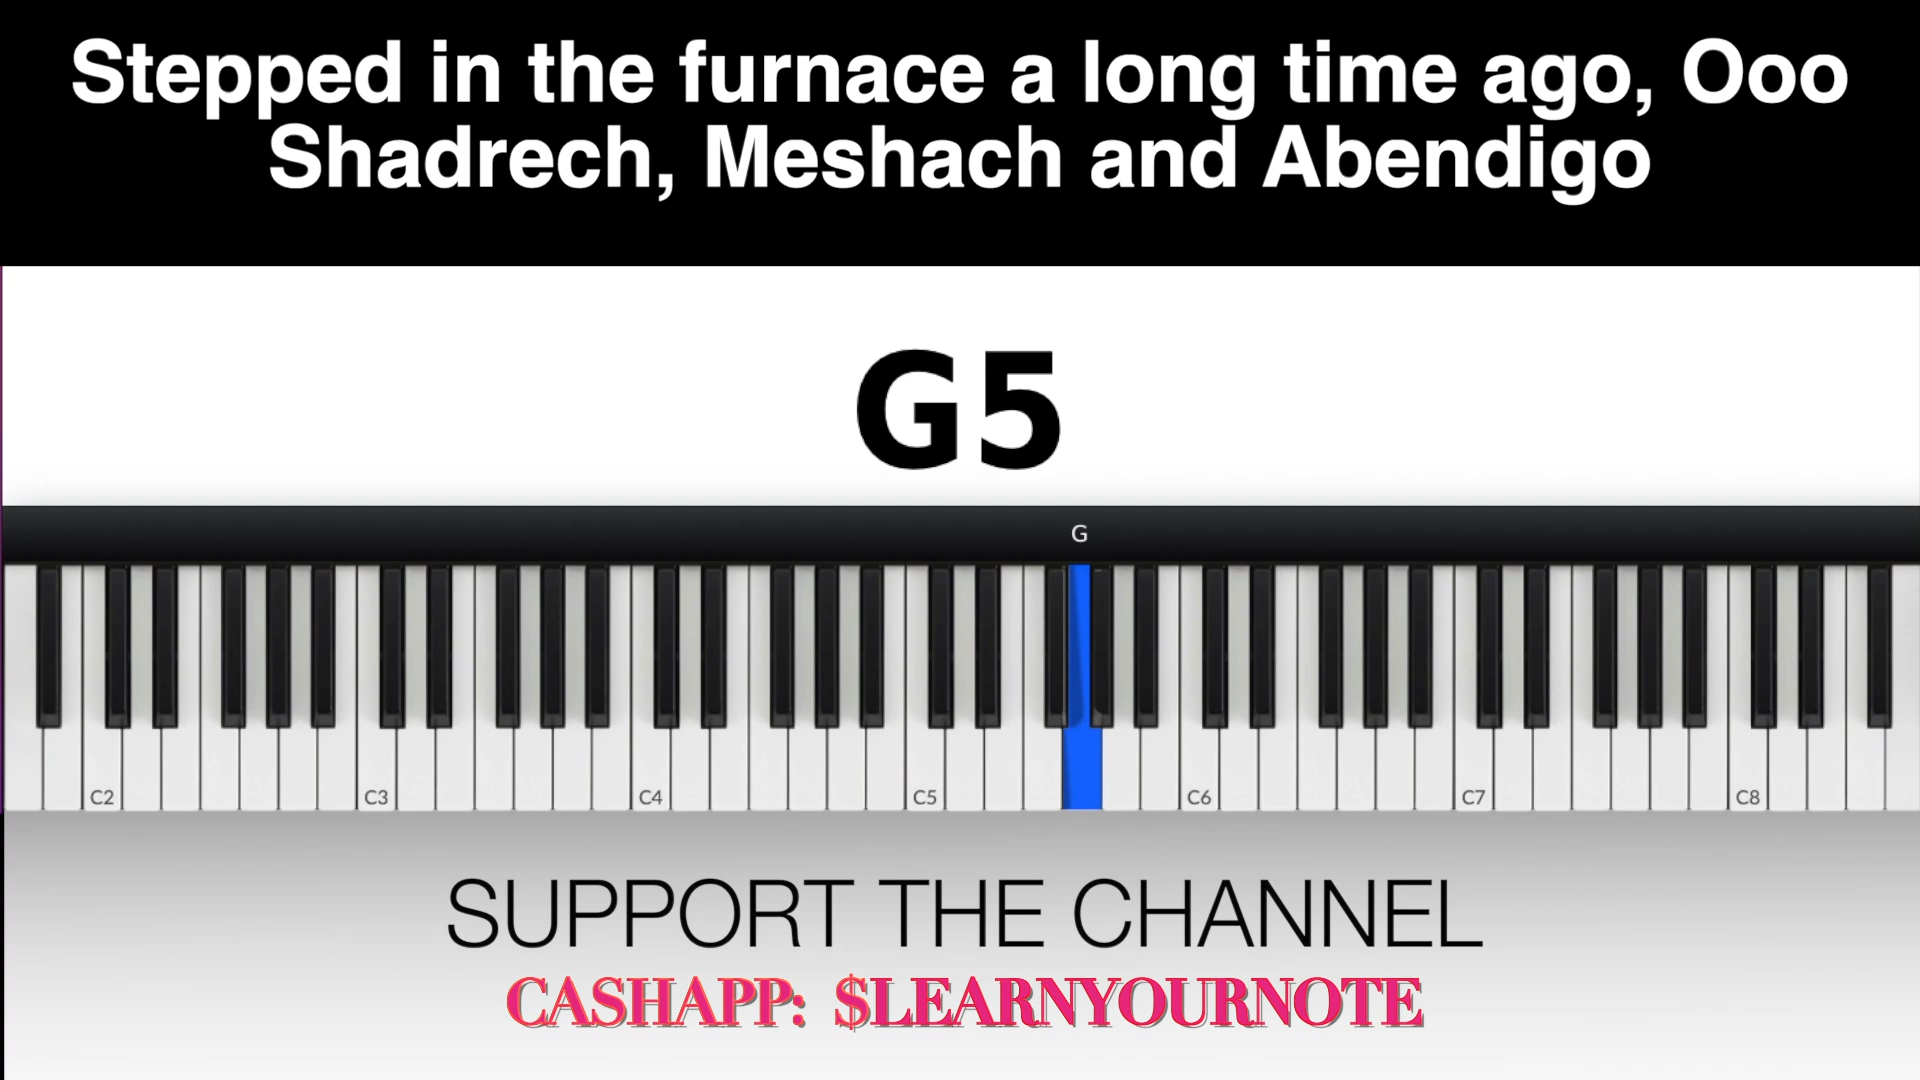 Stepped in the furnace a long time ago, Ooo
Shadrech, Meshach and Abendigo
G5
G
C2 C3 C4 C5 C6 C7 C8
SUPPORT THE CHANNEL
CASHAPP: $LEARNYOURNOTE